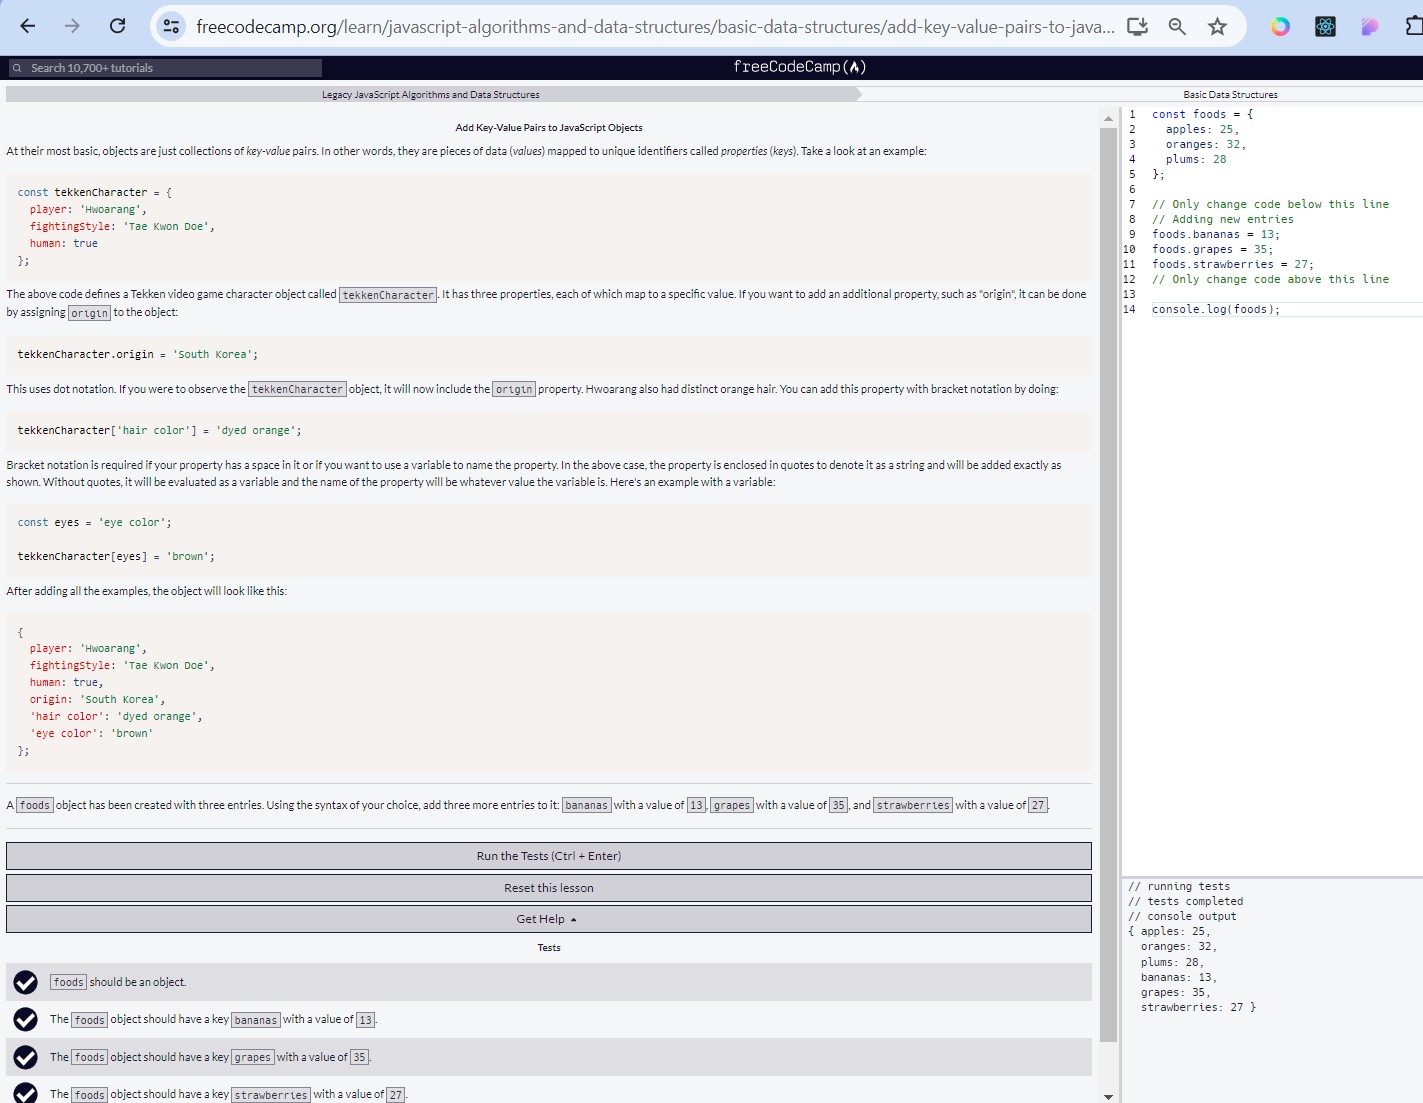 freecodecamp.org/learn/javascript-algorithms-and-data-structures/basic-data-structures/add-key-value-pairs-to-java...
Search 10,700+ tutorials
freeCodeCamp
Legacy JavaScript Algorithms and Data Structures
Basic Data Structures
Add Key-Value Pairs to JavaScript Objects
At their most basic, objects are just collections of key-value pairs. In other words, they are pieces of data (values) mapped to unique identifiers called properties (keys). Take a look at an example:
const tekkenCharacter = {
player: 'Hwoarang',
fightingStyle: 'Tae Kwon Doe',
human: true
};
The above code defines a Tekken video game character object called tekkenCharacter. It has three properties, each of which map to a specific value. If you want to add an additional property, such as "origin", it can be done
by assigning origin to the object:
tekkenCharacter.origin = 'South Korea';
This uses dot notation. If you were to observe the tekkenCharacter object, it will now include the origin property. Hwoarang also had distinct orange hair. You can add this property with bracket notation by doing:
tekkenCharacter['hair color'] = 'dyed orange';
Bracket notation is required if your property has a space in it or if you want to use a variable to name the property. In the above case, the property is enclosed in quotes to denote it as a string and will be added exactly as
shown. Without quotes, it will be evaluated as a variable and the name of the property will be whatever value the variable is. Here's an example with a variable:
const eyes = 'eye color';
tekkenCharacter[eyes] = 'brown';
After adding all the examples, the object will look like this:
{
player: 'Hwoarang',
fightingStyle: 'Tae Kwon Doe',
human: true,
origin: 'South Korea',
'hair color': 'dyed orange',
'eye color': 'brown'
};
A foods object has been created with three entries. Using the syntax of your choice, add three more entries to it: bananas with a value of 13, grapes with a value of 35, and strawberries with a value of 27.
Run the Tests (Ctrl + Enter)
Reset this lesson
Get Help
Tests
foods should be an object.
The foods object should have a key bananas with a value of 13.
The foods object should have a key grapes with a value of 35.
The foods object should have a key strawberries with a value of 27.
1 const foods = {
2 apples: 25,
3 oranges: 32,
4 plums: 28
5 };
6
7 // Only change code below this line
8 // Adding new entries
9 foods.bananas = 13;
10 foods.grapes = 35;
11 foods.strawberries = 27;
12 // Only change code above this line
13
14 console.log(foods);
// running tests
// tests completed
// console output
{ apples: 25,
oranges: 32,
plums: 28,
bananas: 13,
grapes: 35,
strawberries: 27 }